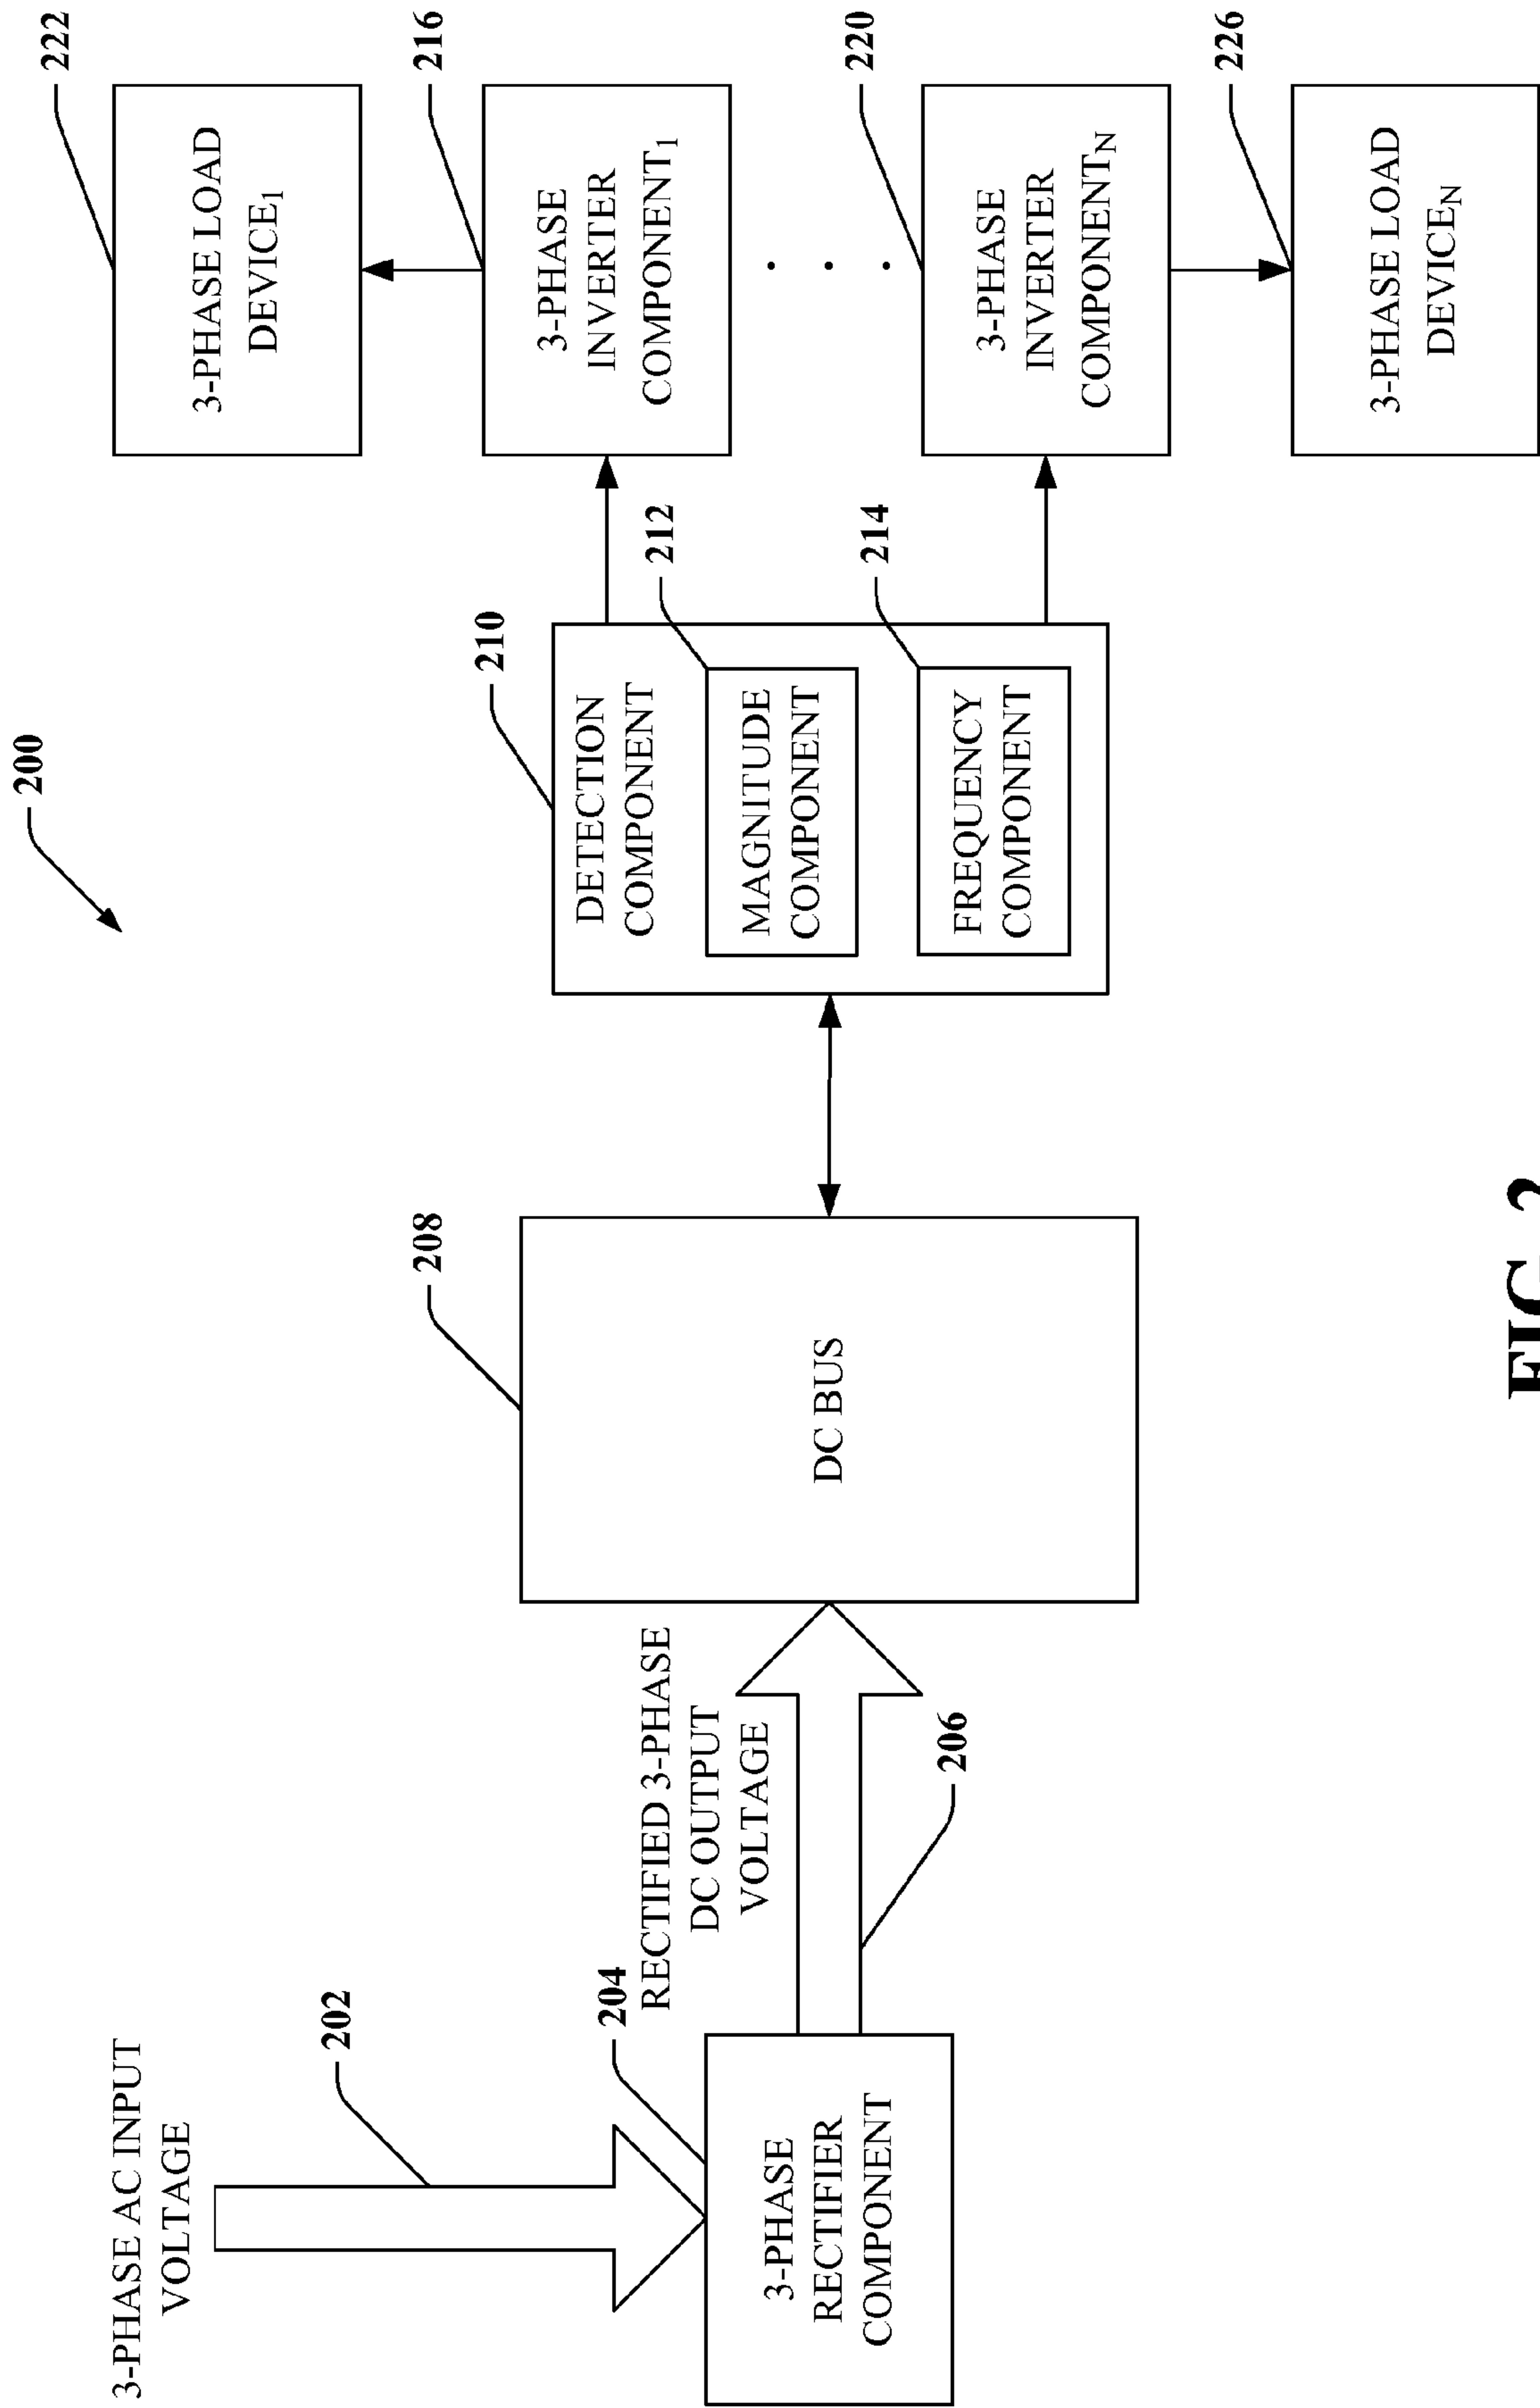 200
3-PHASE AC INPUT
VOLTAGE
202
204
3-PHASE
RECTIFIER
COMPONENT
RECTIFIED 3-PHASE
DC OUTPUT
VOLTAGE
206
208
DC BUS
210
DETECTION
COMPONENT
212
MAGNITUDE
COMPONENT
214
FREQUENCY
COMPONENT
222
3-PHASE LOAD
DEVICE1
216
3-PHASE
INVERTER
COMPONENT1
. . .
220
3-PHASE
INVERTER
COMPONENTN
226
3-PHASE LOAD
DEVICEN
FIG. 2